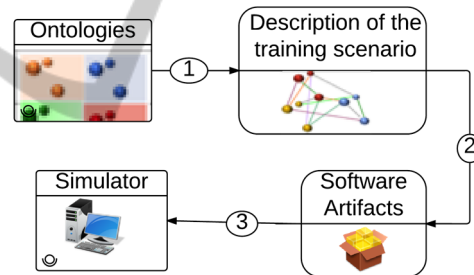 Ontologies
1
Description of the
training scenario
2
Software
Artifacts
3
Simulator